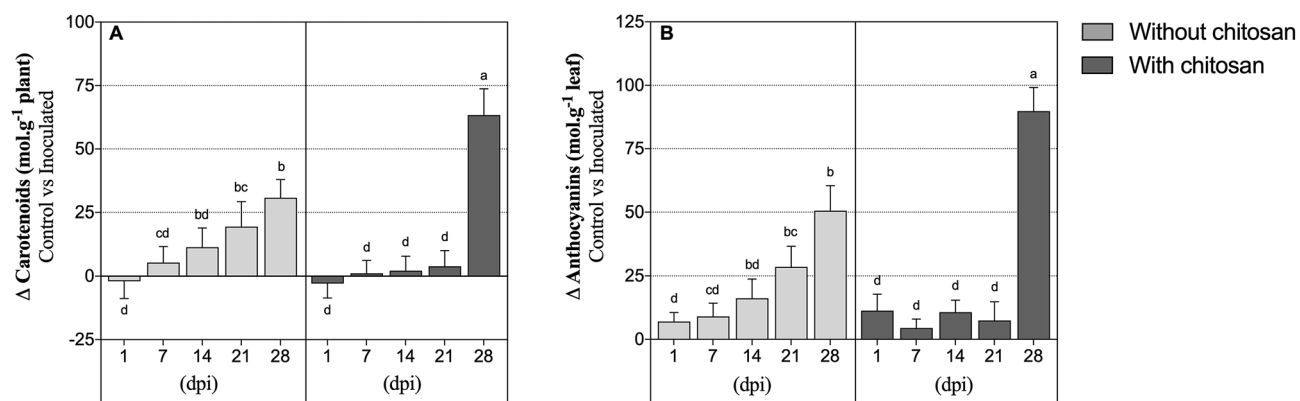 A
Δ Carotenoids (mol.g⁻¹ plant)
Control vs Inoculated
100
75
50
25
0
-25
d
cd
bd
bc
b
d
d
d
d
a
1 7 14 21 28 1 7 14 21 28
(dpi) (dpi)
B
Δ Anthocyanins (mol.g⁻¹ leaf)
Control vs Inoculated
125
100
75
50
25
0
d
cd
bd
bc
b
d
d
d
d
a
1 7 14 21 28 1 7 14 21 28
(dpi) (dpi)
Without chitosan
With chitosan